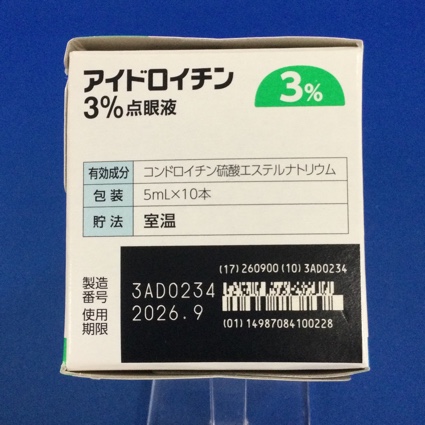 アイドロイチン
3%点眼液
3%
有効成分 コンドロイチン硫酸エステルナトリウム
包装 5mL×10本
貯法 室温
(17)260900(10)3AD0234
製造番号 3AD0234
使用期限 2026.9
(01)14987084100228